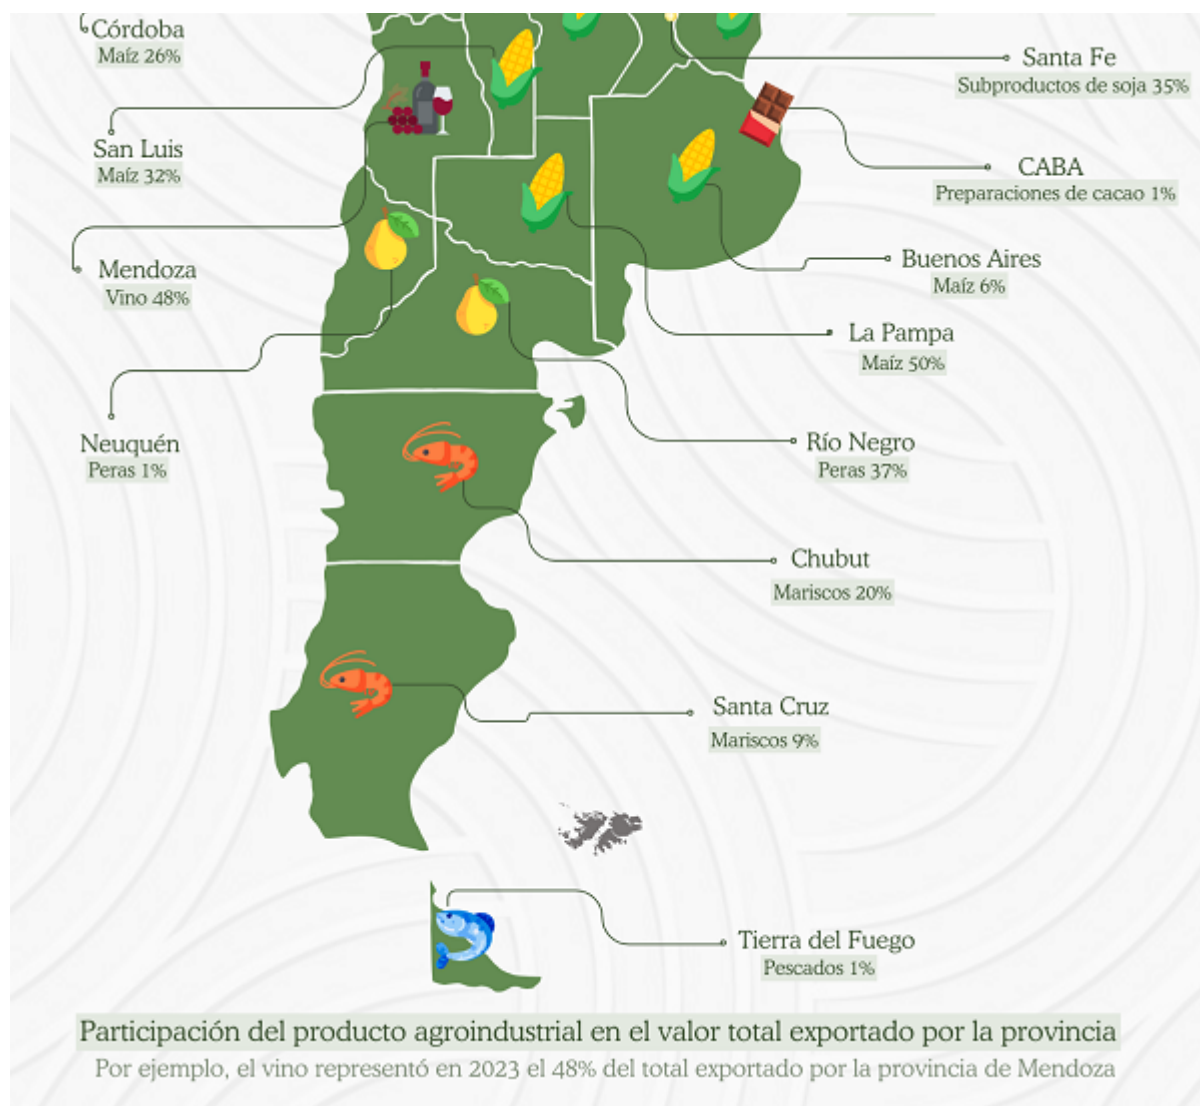 Córdoba
Maíz 26%
Santa Fe
Subproductos de soja 35%
San Luis
Maíz 32%
CABA
Preparaciones de cacao 1%
Mendoza
Vino 48%
Buenos Aires
Maíz 6%
La Pampa
Maíz 50%
Neuquén
Peras 1%
Río Negro
Peras 37%
Chubut
Mariscos 20%
Santa Cruz
Mariscos 9%
Tierra del Fuego
Pescados 1%
Participación del producto agroindustrial en el valor total exportado por la provincia
Por ejemplo, el vino representó en 2023 el 48% del total exportado por la provincia de Mendoza